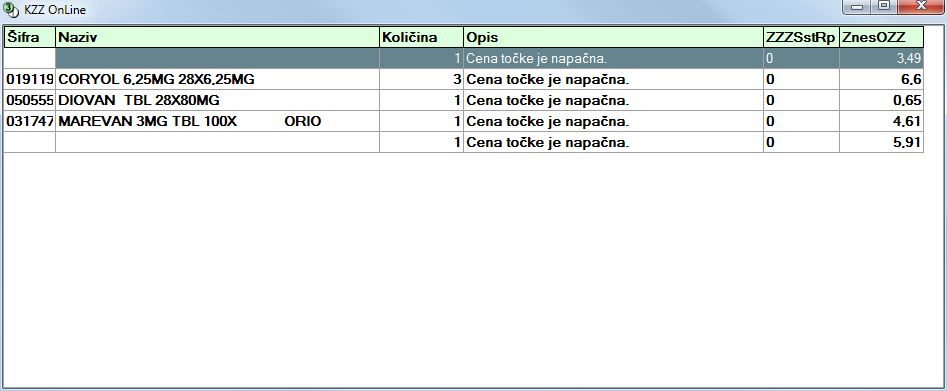 KZZ OnLine
Šifra Naziv Količina Opis ZZZSstRp ZnesOZZ
1 Cena točke je napačna. 0 3,49
019119 CORYOL 6,25MG 28X6,25MG 3 Cena točke je napačna. 0 6,6
050555 DIOVAN TBL 28X80MG 1 Cena točke je napačna. 0 0,65
031747 MAREVAN 3MG TBL 100X ORIO 1 Cena točke je napačna. 0 4,61
1 Cena točke je napačna. 0 5,91